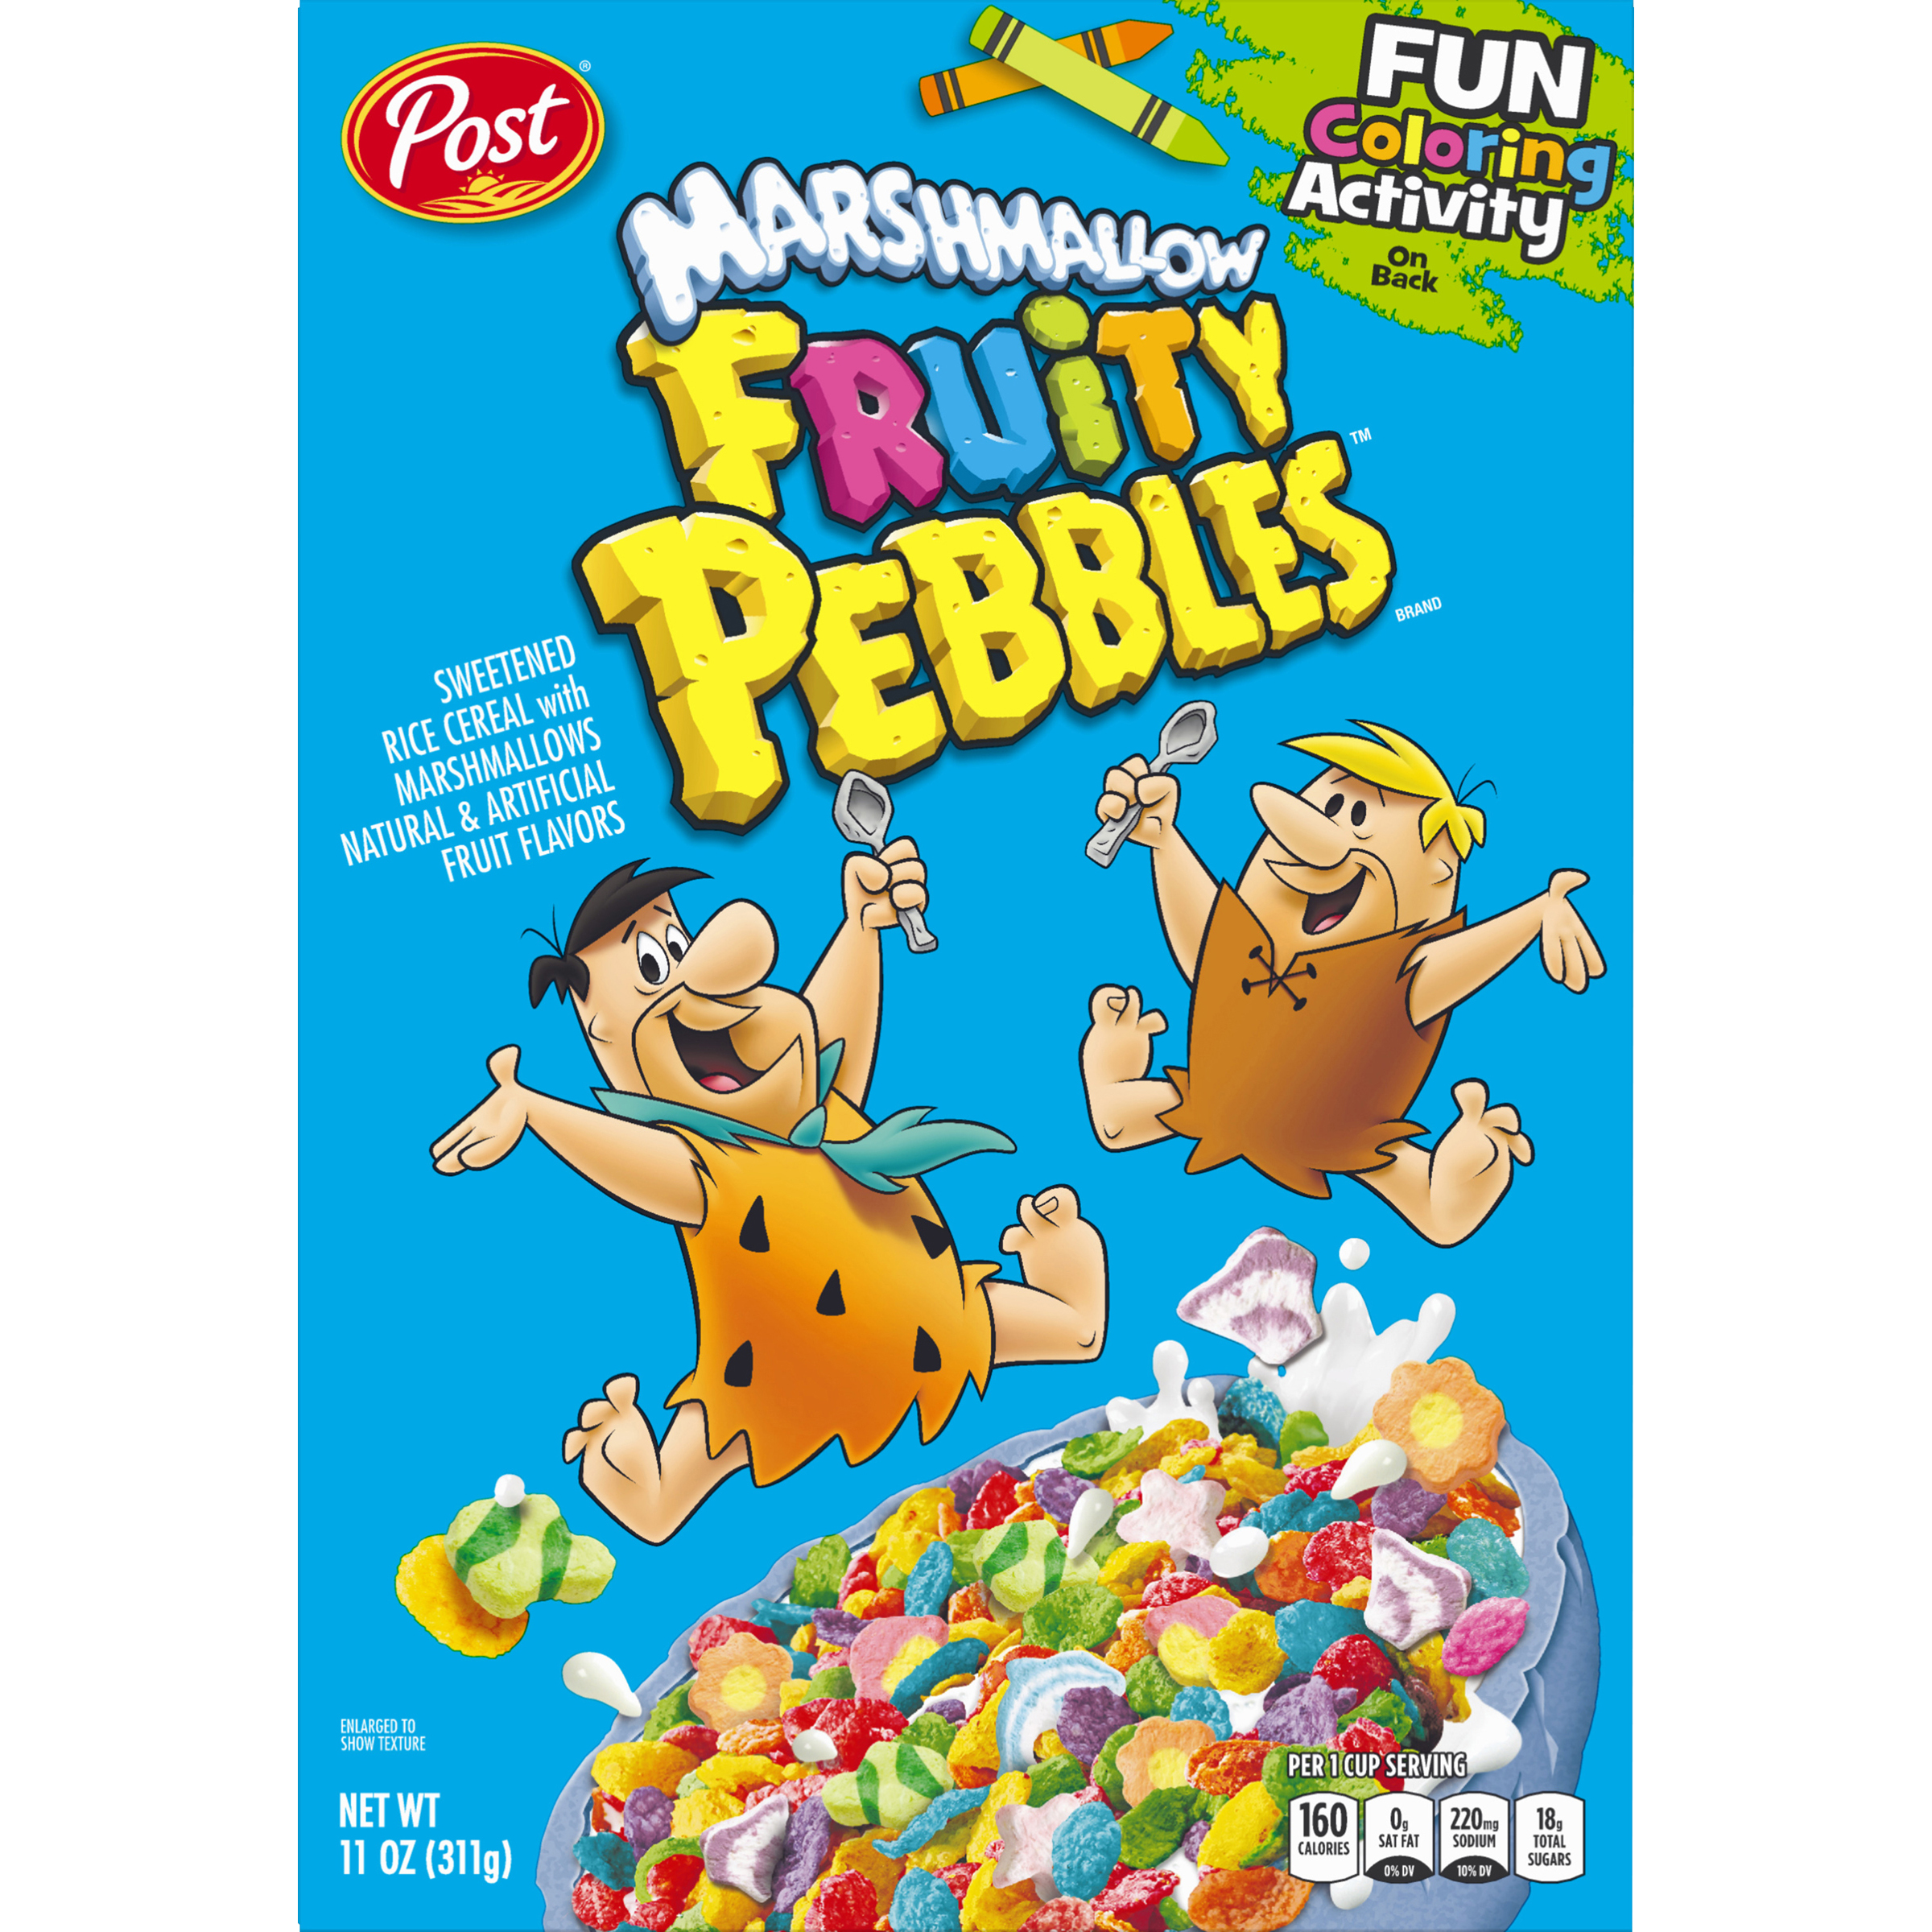 Post®
FUN
Coloring
Activity
On
Back
MARSHMALLOW
FRUiTY
PEBBLES™
BRAND
SWEETENED
RICE CEREAL with
MARSHMALLOWS
NATURAL & ARTIFICIAL
FRUIT FLAVORS
ENLARGED TO
SHOW TEXTURE
NET WT
11 OZ (311g)
PER 1 CUP SERVING
160
CALORIES
0g
SAT FAT
0% DV
220mg
SODIUM
10% DV
18g
TOTAL
SUGARS